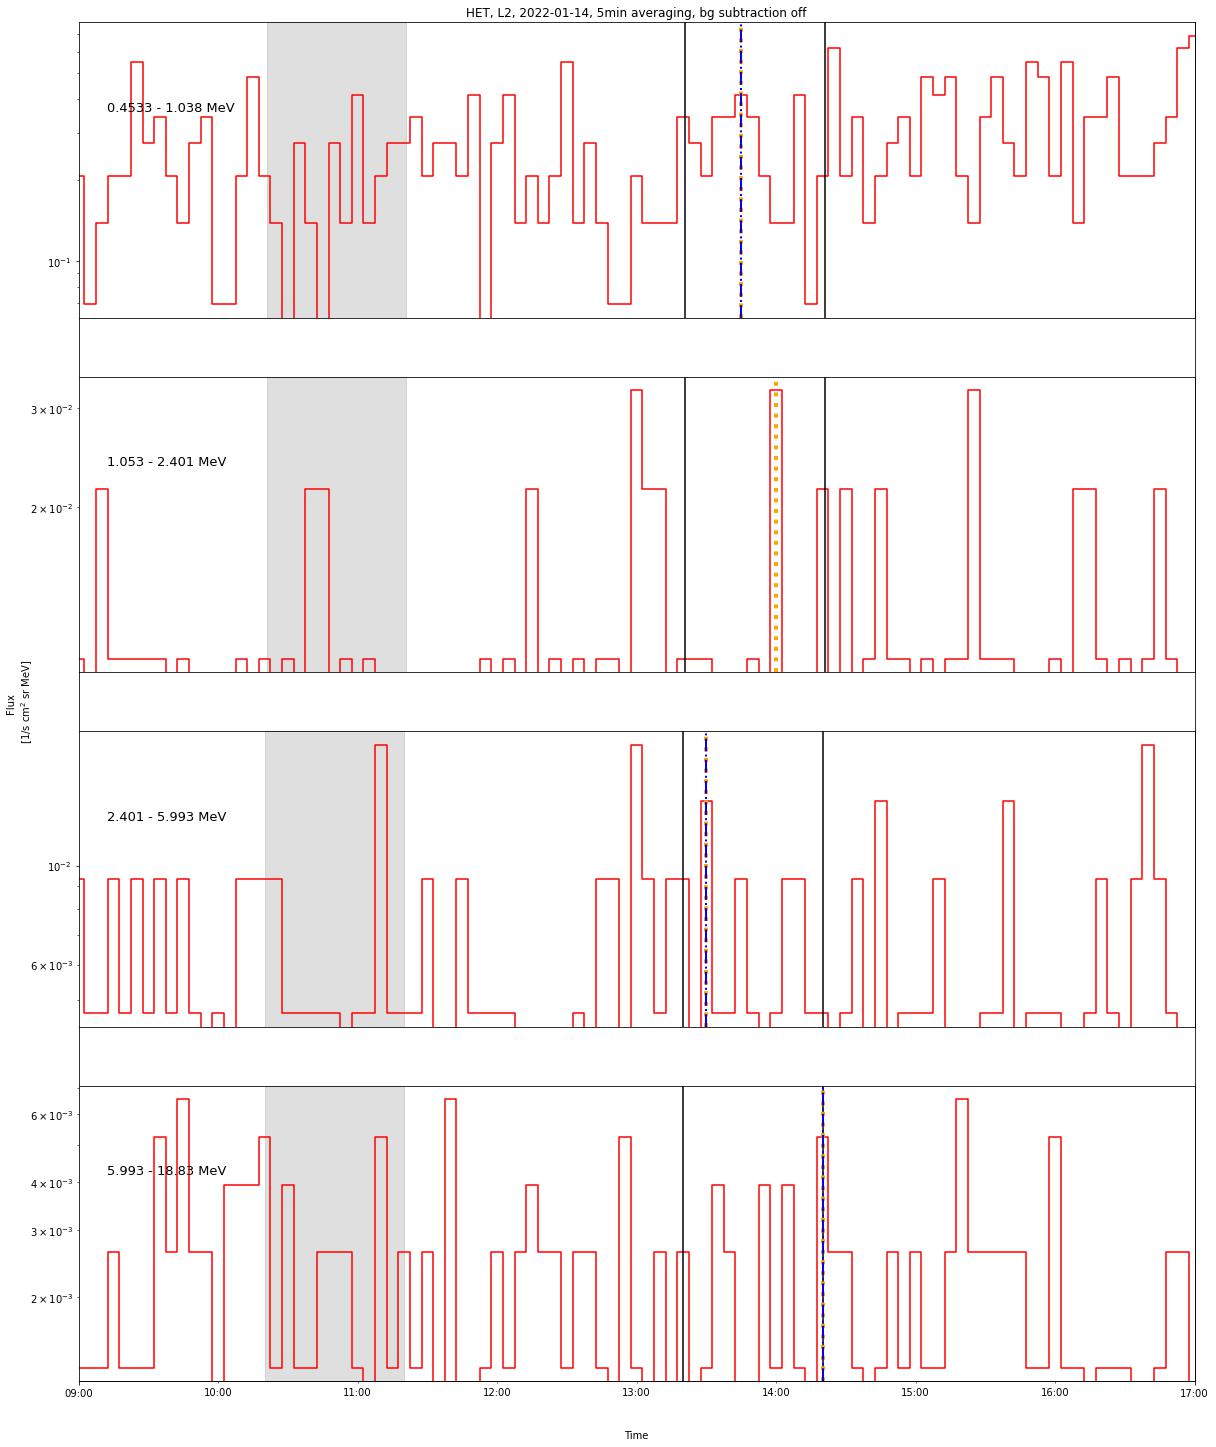 HET, L2, 2022-01-14, 5min averaging, bg subtraction off
0.4533 - 1.038 MeV
10⁻¹
3 × 10⁻²
1.053 - 2.401 MeV
2 × 10⁻²
Flux
[1/s cm² sr MeV]
2.401 - 5.993 MeV
10⁻²
6 × 10⁻³
6 × 10⁻³
5.993 - 18.83 MeV
4 × 10⁻³
3 × 10⁻³
2 × 10⁻³
09:00 10:00 11:00 12:00 13:00 14:00 15:00 16:00 17:00
Time